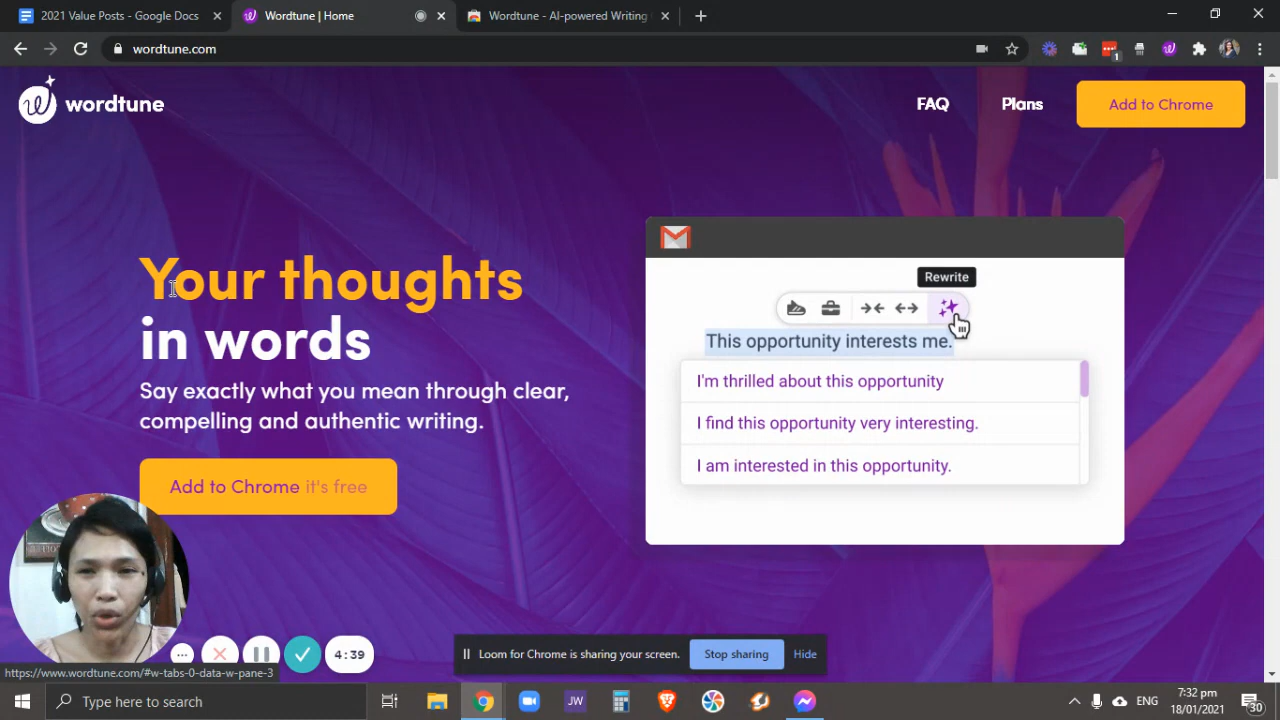 2021 Value Posts - Google Docs
Wordtune | Home
Wordtune - AI-powered Writing
wordtune.com
1
wordtune
FAQ
Plans
Add to Chrome
Your thoughts
in words
Say exactly what you mean through clear,
compelling and authentic writing.
Add to Chrome it's free
Rewrite
This opportunity interests me.
I'm thrilled about this opportunity
I find this opportunity very interesting.
I am interested in this opportunity.
4:39
Loom for Chrome is sharing your screen.
Stop sharing
Hide
https://www.wordtune.com/#w-tabs-0-data-w-pane-3
Type here to search
JW
ENG
7:32 pm
18/01/2021
30